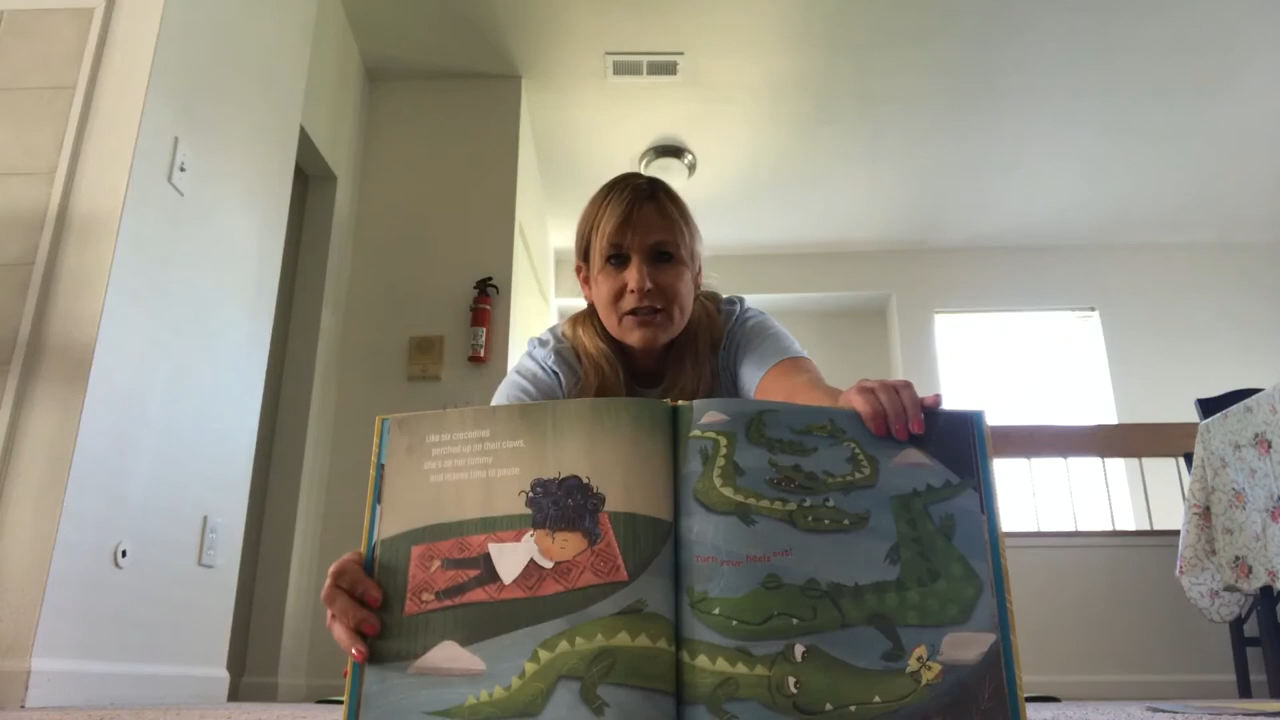 Like six crocodiles
perched up on their claws,
she's on her tummy
and makes time to pause
Turn your heels out!